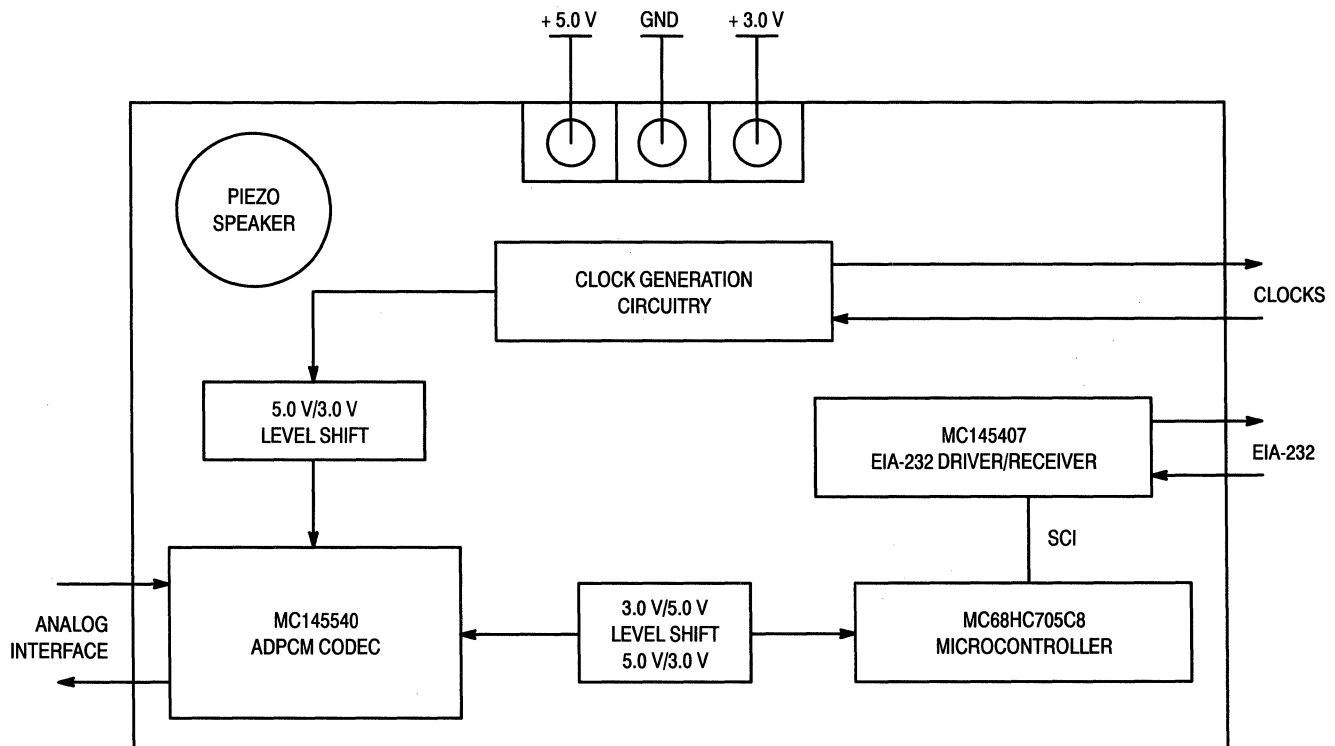 + 5.0 V
GND
+ 3.0 V
PIEZO
SPEAKER
CLOCK GENERATION
CIRCUITRY
CLOCKS
5.0 V/3.0 V
LEVEL SHIFT
MC145407
EIA-232 DRIVER/RECEIVER
EIA-232
SCI
ANALOG
INTERFACE
MC145540
ADPCM CODEC
3.0 V/5.0 V
LEVEL SHIFT
5.0 V/3.0 V
MC68HC705C8
MICROCONTROLLER